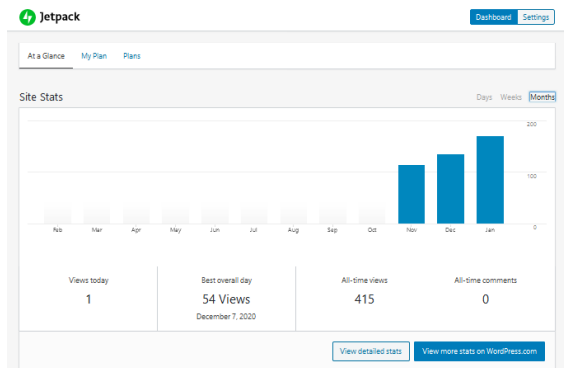 Jetpack
Dashboard Settings
At a Glance My Plan Plans
Site Stats
Days Weeks Months
200
100
0
Feb Mar Apr May Jun Jul Aug Sep Oct Nov Dec Jan
Views today
1
Best overall day
54 Views
December 7, 2020
All-time views
415
All-time comments
0
View detailed stats
View more stats on WordPress.com